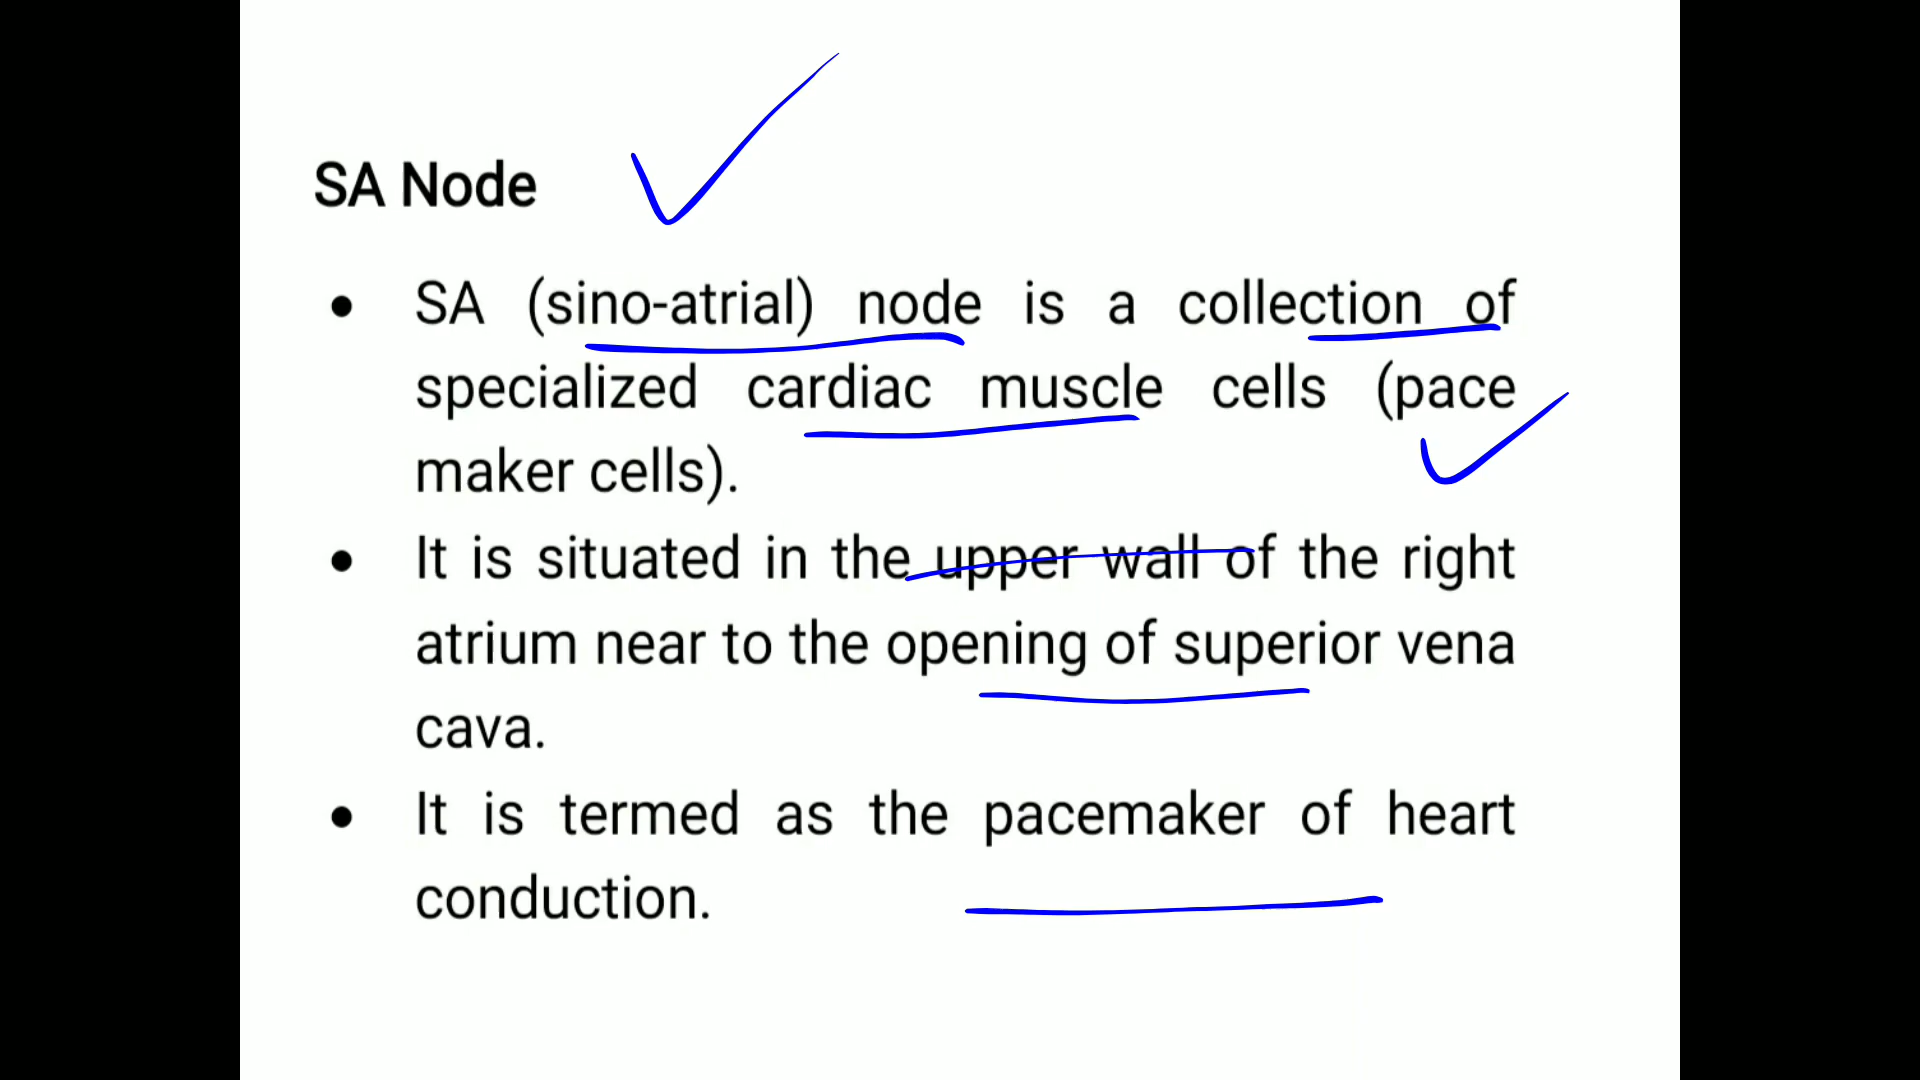 SA Node
• SA (sino-atrial) node is a collection of
specialized cardiac muscle cells (pace
maker cells).
• It is situated in the upper wall of the right
atrium near to the opening of superior vena
cava.
• It is termed as the pacemaker of heart
conduction.